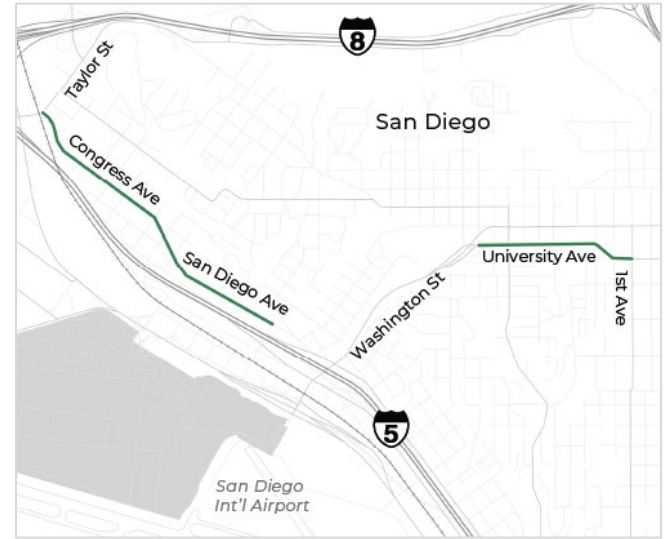 8
Taylor St
San Diego
Congress Ave
San Diego Ave
University Ave
Washington St
1st Ave
5
San Diego
Int'l Airport